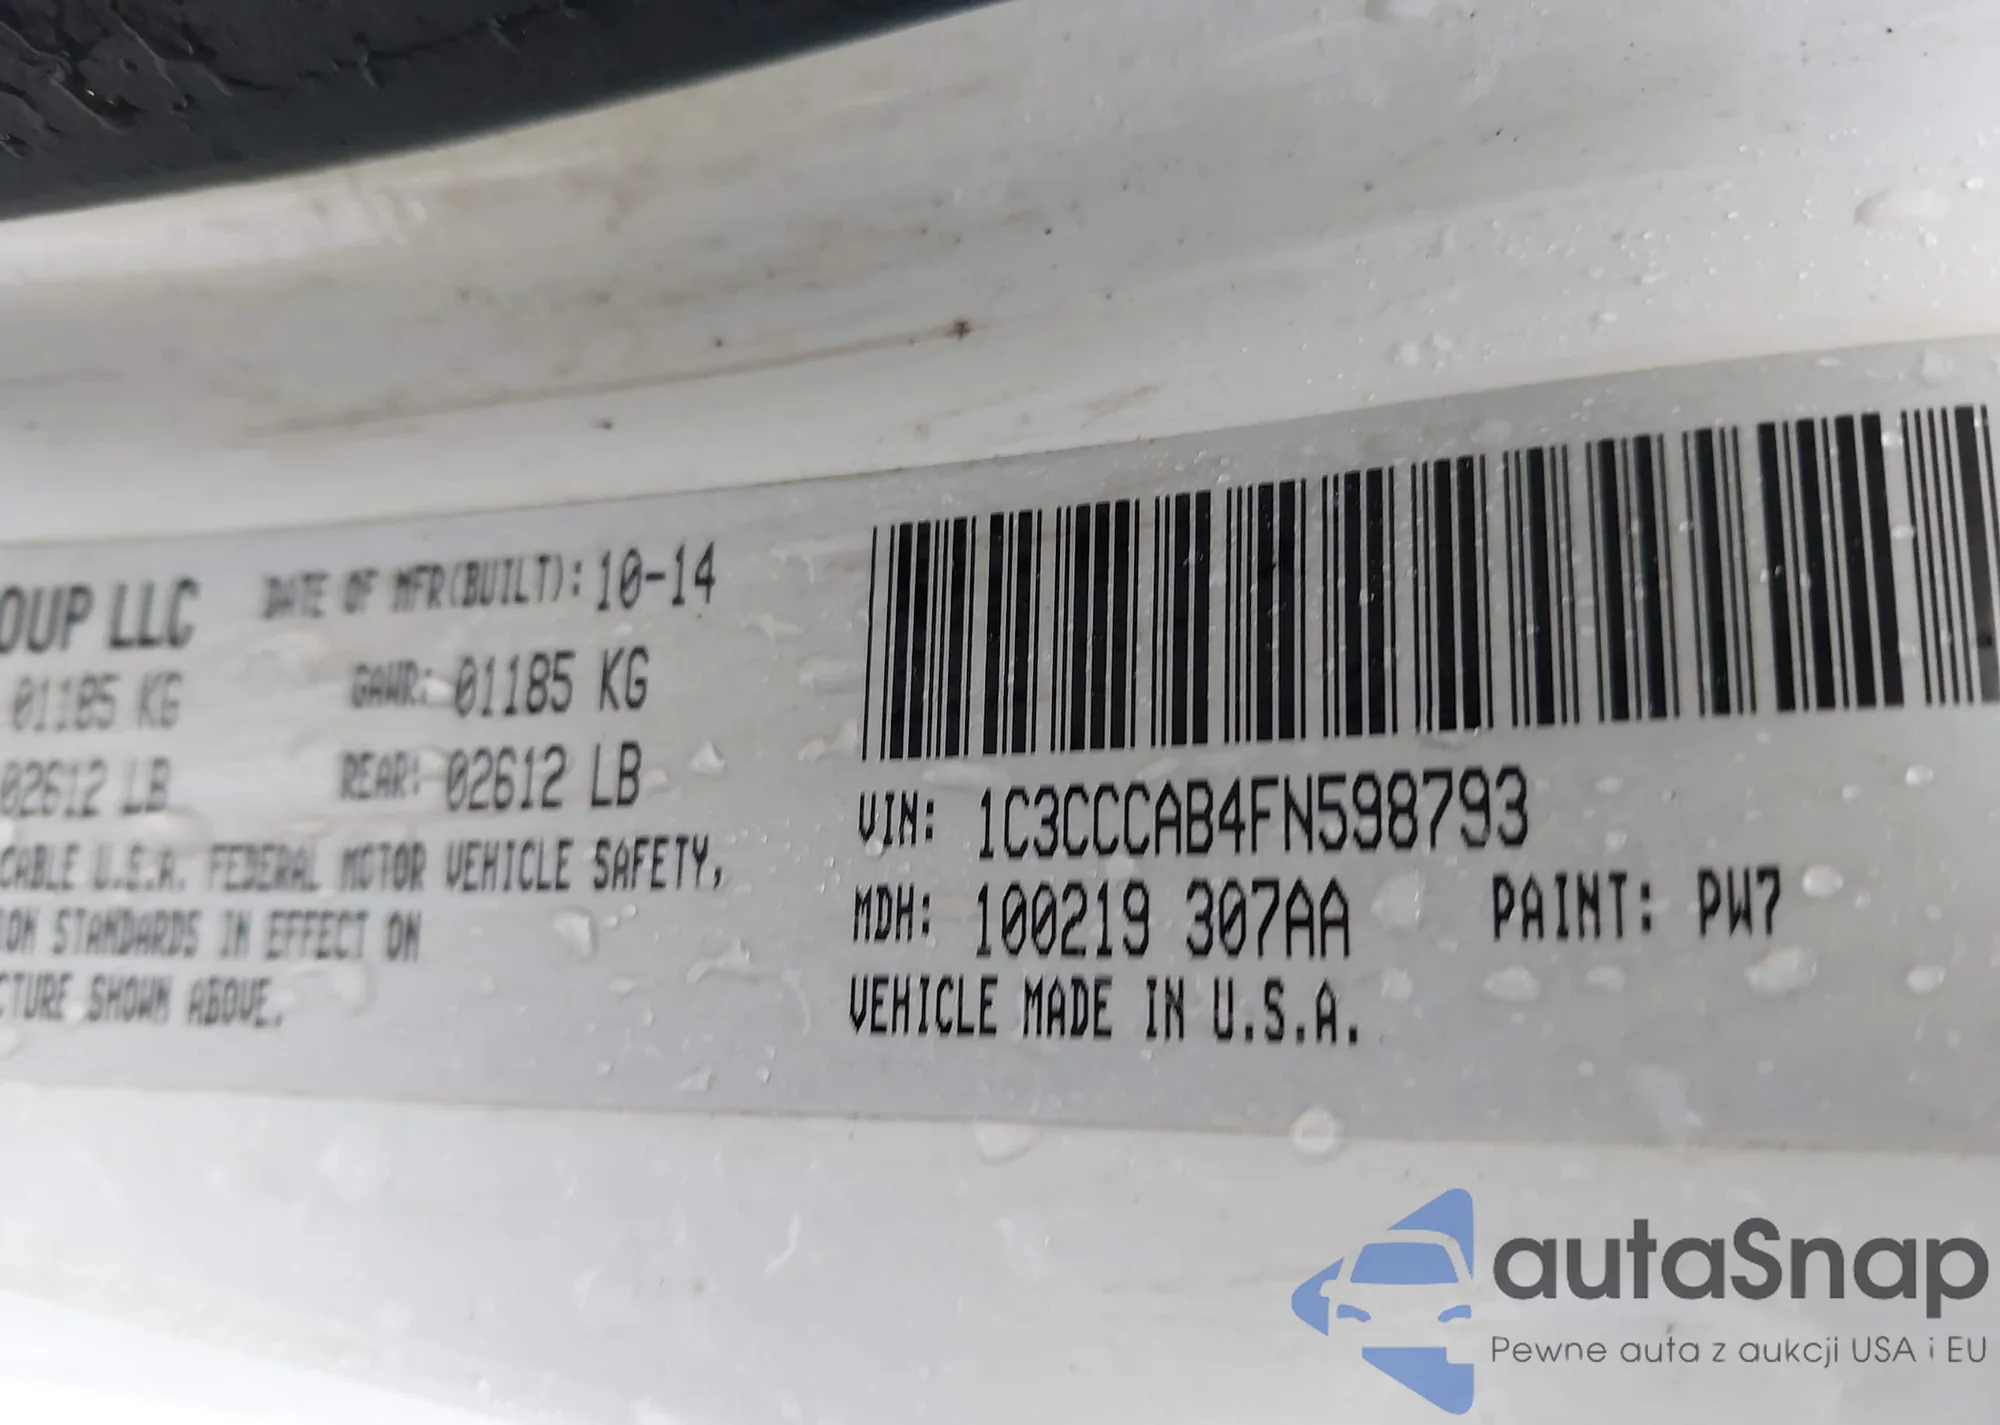 OUP LLC DATE OF MFR(BUILT): 10-14
01185 KG GAWR: 01185 KG
02612 LB REAR: 02612 LB
CABLE U.S.A. FEDERAL MOTOR VEHICLE SAFETY,
ION STANDARDS IN EFFECT ON
CTURE SHOWN ABOVE.
VIN: 1C3CCCAB4FN598793
MDH: 100219 307AA PAINT: PW7
VEHICLE MADE IN U.S.A.
autaSnap
Pewne auta z aukcji USA i EU